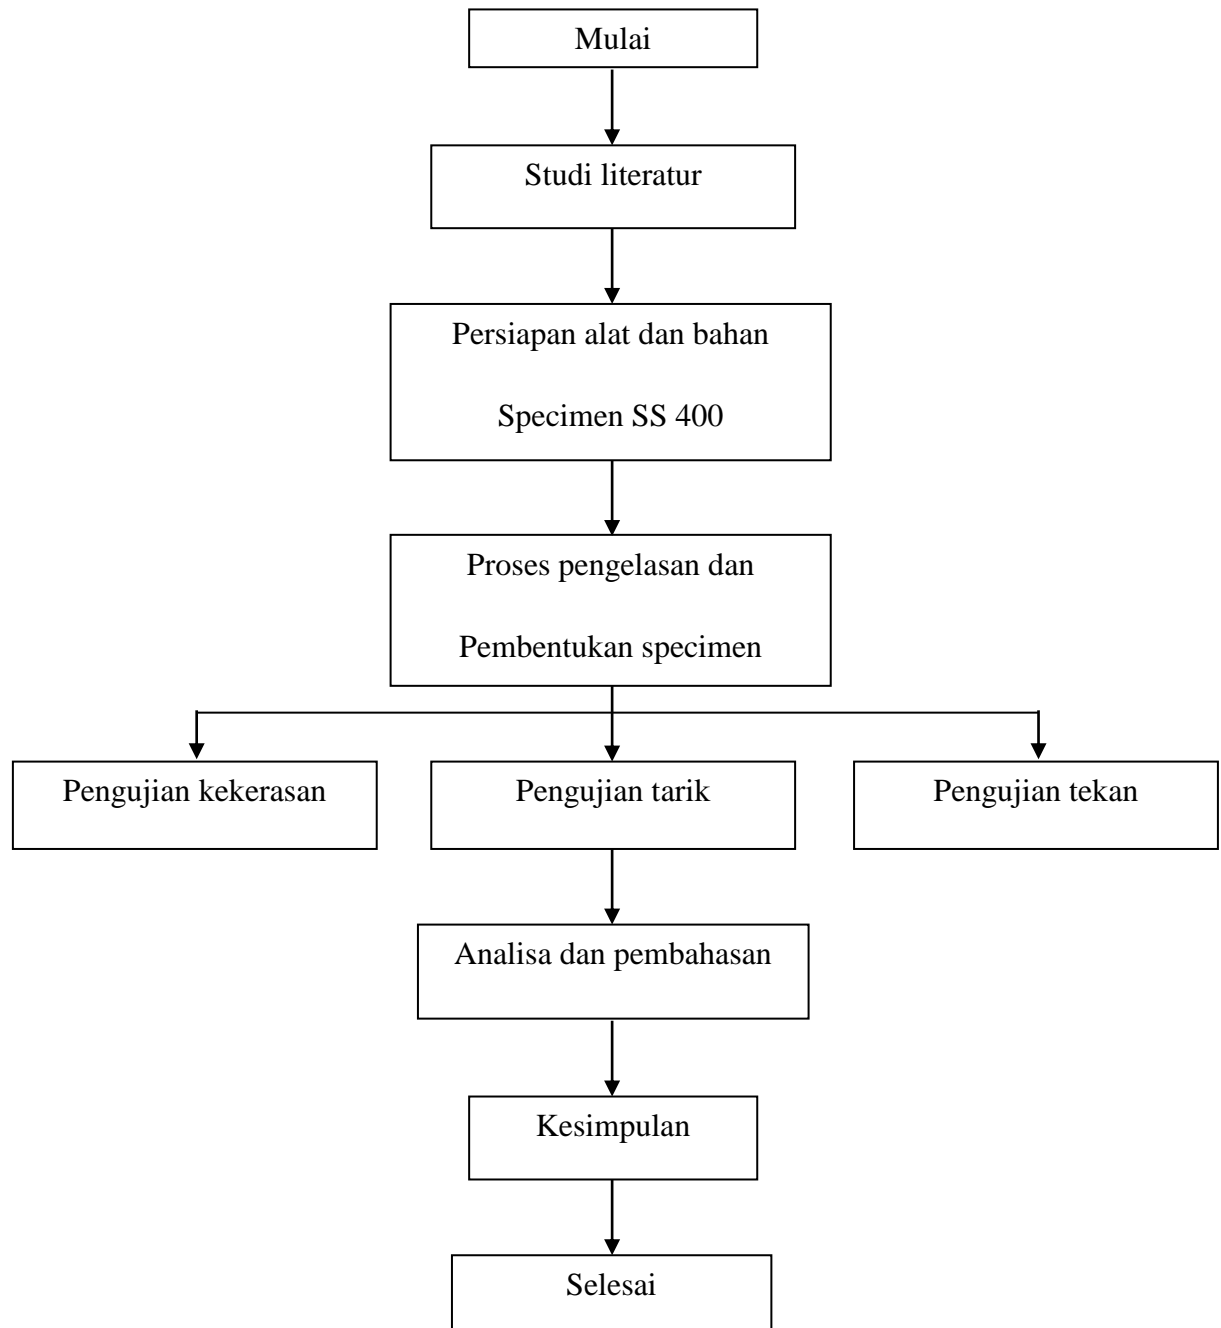 Mulai
Studi literatur
Persiapan alat dan bahan
Specimen SS 400
Proses pengelasan dan
Pembentukan specimen
Pengujian kekerasan
Pengujian tarik
Pengujian tekan
Analisa dan pembahasan
Kesimpulan
Selesai